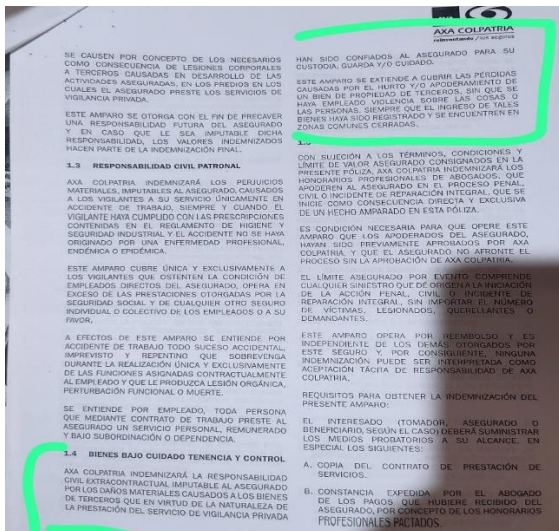 SE CAUSEN POR CONCEPTO DE LOS NECESARIOS
COMO CONSECUENCIA DE LESIONES CORPORALES
A TERCEROS CAUSADAS EN DESARROLLO DE LAS
ACTIVIDADES ASEGURADAS, EN LOS PREDIOS EN LOS
CUALES EL ASEGURADO PRESTE LOS SERVICIOS DE
VIGILANCIA PRIVADA.
ESTE AMPARO SE OTORGA CON EL FIN DE PRECAVER
UNA RESPONSABILIDAD FUTURA DEL ASEGURADO
Y EN CASO QUE LE SEA IMPUTABLE DICHA
RESPONSABILIDAD, LOS VALORES INDEMNIZADOS
HACEN PARTE DE LA INDEMNIZACIÓN PENAL.
1.3 RESPONSABILIDAD CIVIL PATRONAL
AXA COLPATRIA INDEMNIZARÁ LOS PERJUICIOS
MATERIALES, IMPUTABLES AL ASEGURADO, CAUSADOS
A LOS VIGILANTES A SU SERVICIO ÚNICAMENTE EN
ACCIDENTE DE TRABAJO, SIEMPRE Y CUANDO EL
VIGILANTE HAYA CUMPLIDO CON LAS PRESCRIPCIONES
CONTENIDAS EN EL REGLAMENTO DE HIGIENE Y
SEGURIDAD INDUSTRIAL, Y EL ACCIDENTE NO SE HAYA
ORIGINADO POR UNA ENFERMEDAD PROFESIONAL,
ENDÉMICA O EPIDÉMICA.
ESTE AMPARO CUBRE ÚNICA Y EXCLUSIVAMENTE A
LOS VIGILANTES QUE OSTENTEN LA CONDICIÓN DE
EMPLEADOS DIRECTOS DEL ASEGURADO, OPERA EN
EXCESO DE LAS PRESTACIONES OTORGADAS POR LA
SEGURIDAD SOCIAL Y DE CUALQUIER OTRO SEGURO
INDIVIDUAL O COLECTIVO DE LOS EMPLEADOS O A SU
FAVOR.
A EFECTOS DE ESTE AMPARO SE ENTIENDE POR
ACCIDENTE DE TRABAJO TODO SUCESO ACCIDENTAL,
IMPREVISTO Y REPENTINO QUE SOBREVENGA
DURANTE LA REALIZACIÓN ÚNICA Y EXCLUSIVAMENTE
DE LAS FUNCIONES ASIGNADAS CONTRACTUALMENTE
AL EMPLEADO Y QUE LE PRODUZCA LESIÓN ORGÁNICA,
PERTURBACIÓN FUNCIONAL O MUERTE.
SE ENTIENDE POR EMPLEADO, TODA PERSONA
QUE MEDIANTE CONTRATO DE TRABAJO PRESTE AL
ASEGURADO UN SERVICIO PERSONAL, REMUNERADO
Y BAJO SUBORDINACIÓN O DEPENDENCIA.
1.4 BIENES BAJO CUIDADO TENENCIA Y CONTROL
AXA COLPATRIA INDEMNIZARÁ LA RESPONSABILIDAD
CIVIL EXTRACONTRACTUAL IMPUTABLE AL ASEGURADO
POR LOS DAÑOS MATERIALES CAUSADOS A LOS BIENES
DE TERCEROS QUE EN VIRTUD DE LA NATURALEZA DE
LA PRESTACIÓN DEL SERVICIO DE VIGILANCIA PRIVADA
AXA COLPATRIA
reinventando los seguros
HAN SIDO CONFIADOS AL ASEGURADO PARA SU
CUSTODIA, GUARDA Y/O CUIDADO.
ESTE AMPARO SE EXTIENDE A CUBRIR LAS PÉRDIDAS
CAUSADAS POR EL HURTO Y/O APODERAMIENTO DE
UN BIEN DE PROPIEDAD DE TERCEROS, SIN QUE SE
HAYA EMPLEADO VIOLENCIA SOBRE LAS COSAS O
LAS PERSONAS, SIEMPRE QUE EL INGRESO DE TALES
BIENES HAYA SIDO REGISTRADO Y SE ENCUENTREN EN
ZONAS COMUNES CERRADAS.
CON SUJECIÓN A LOS TÉRMINOS, CONDICIONES Y
LÍMITE DE VALOR ASEGURADO CONSIGNADOS EN LA
PRESENTE PÓLIZA, AXA COLPATRIA INDEMNIZARÁ LOS
HONORARIOS PROFESIONALES DE ABOGADOS, QUE
APODEREN AL ASEGURADO EN EL PROCESO PENAL,
CIVIL O INCIDENTE DE REPARACIÓN INTEGRAL, QUE SE
INICIE COMO CONSECUENCIA DIRECTA Y EXCLUSIVA
DE UN HECHO AMPARADO EN ESTA PÓLIZA.
ES CONDICIÓN NECESARIA PARA QUE OPERE ESTE
AMPARO QUE LOS APODERADOS DEL ASEGURADO,
HAYAN SIDO PREVIAMENTE APROBADOS POR AXA
COLPATRIA, Y QUE EL ASEGURADO NO AFRONTE EL
PROCESO SIN LA APROBACIÓN DE AXA COLPATRIA.
EL LÍMITE ASEGURADO POR EVENTO COMPRENDE
CUALQUIER SINIESTRO QUE DÉ ORIGEN A LA INICIACIÓN
DE LA ACCIÓN PENAL, CIVIL O INCIDENTE DE
REPARACIÓN INTEGRAL, SIN IMPORTAR EL NÚMERO
DE VÍCTIMAS, LESIONADOS, QUERELLANTES O
DEMANDANTES.
ESTE AMPARO OPERA POR REEMBOLSO Y ES
INDEPENDIENTE DE LOS DEMÁS OTORGADOS POR
ESTE SEGURO Y, POR CONSIGUIENTE, NINGUNA
INDEMNIZACIÓN PUEDE SER INTERPRETADA COMO
ACEPTACIÓN TÁCITA DE RESPONSABILIDAD DE AXA
COLPATRIA.
REQUISITOS PARA OBTENER LA INDEMNIZACIÓN DEL
PRESENTE AMPARO:
EL INTERESADO (TOMADOR, ASEGURADO O
BENEFICIARIO, SEGÚN EL CASO) DEBERÁ SUMINISTRAR
LOS MEDIOS PROBATORIOS A SU ALCANCE, EN
ESPECIAL LOS SIGUIENTES:
A. COPIA DEL CONTRATO DE PRESTACIÓN DE
SERVICIOS.
B. CONSTANCIA EXPEDIDA POR EL ABOGADO
DE LOS PAGOS QUE HUBIERE RECIBIDO DEL
ASEGURADO, POR CONCEPTO DE LOS HONORARIOS
PROFESIONALES PACTADOS.